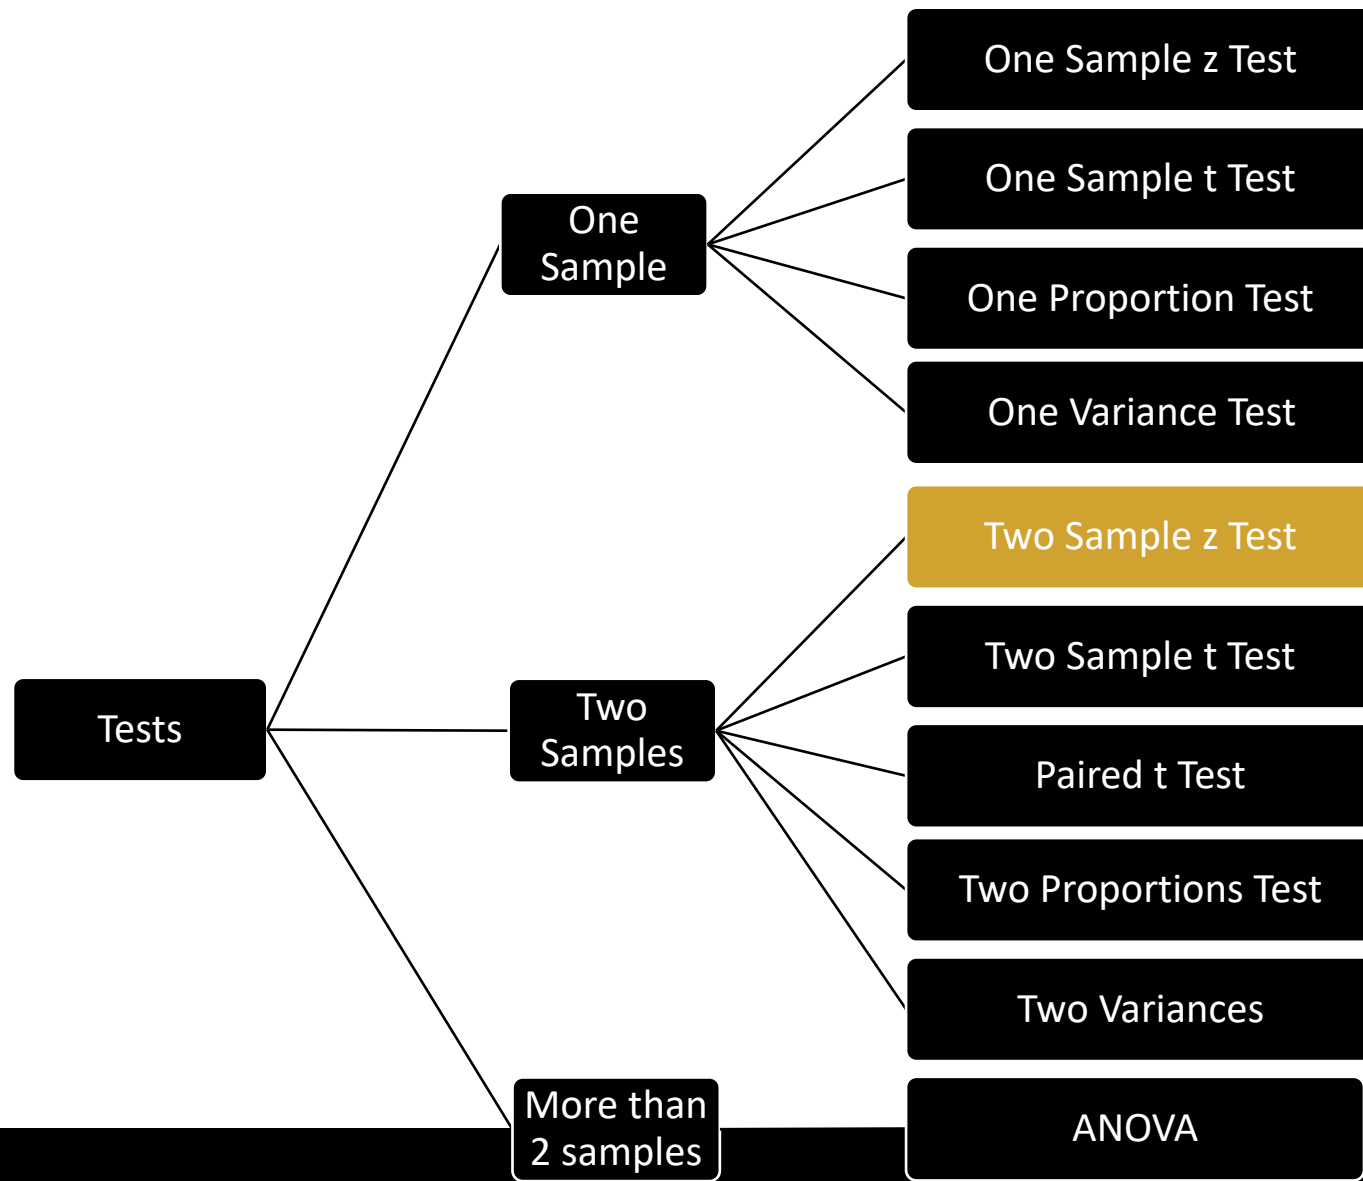 One Sample z Test
One Sample t Test
One
Sample
One Proportion Test
One Variance Test
Two Sample z Test
Two Sample t Test
Tests
Two
Samples
Paired t Test
Two Proportions Test
Two Variances
More than
2 samples
ANOVA